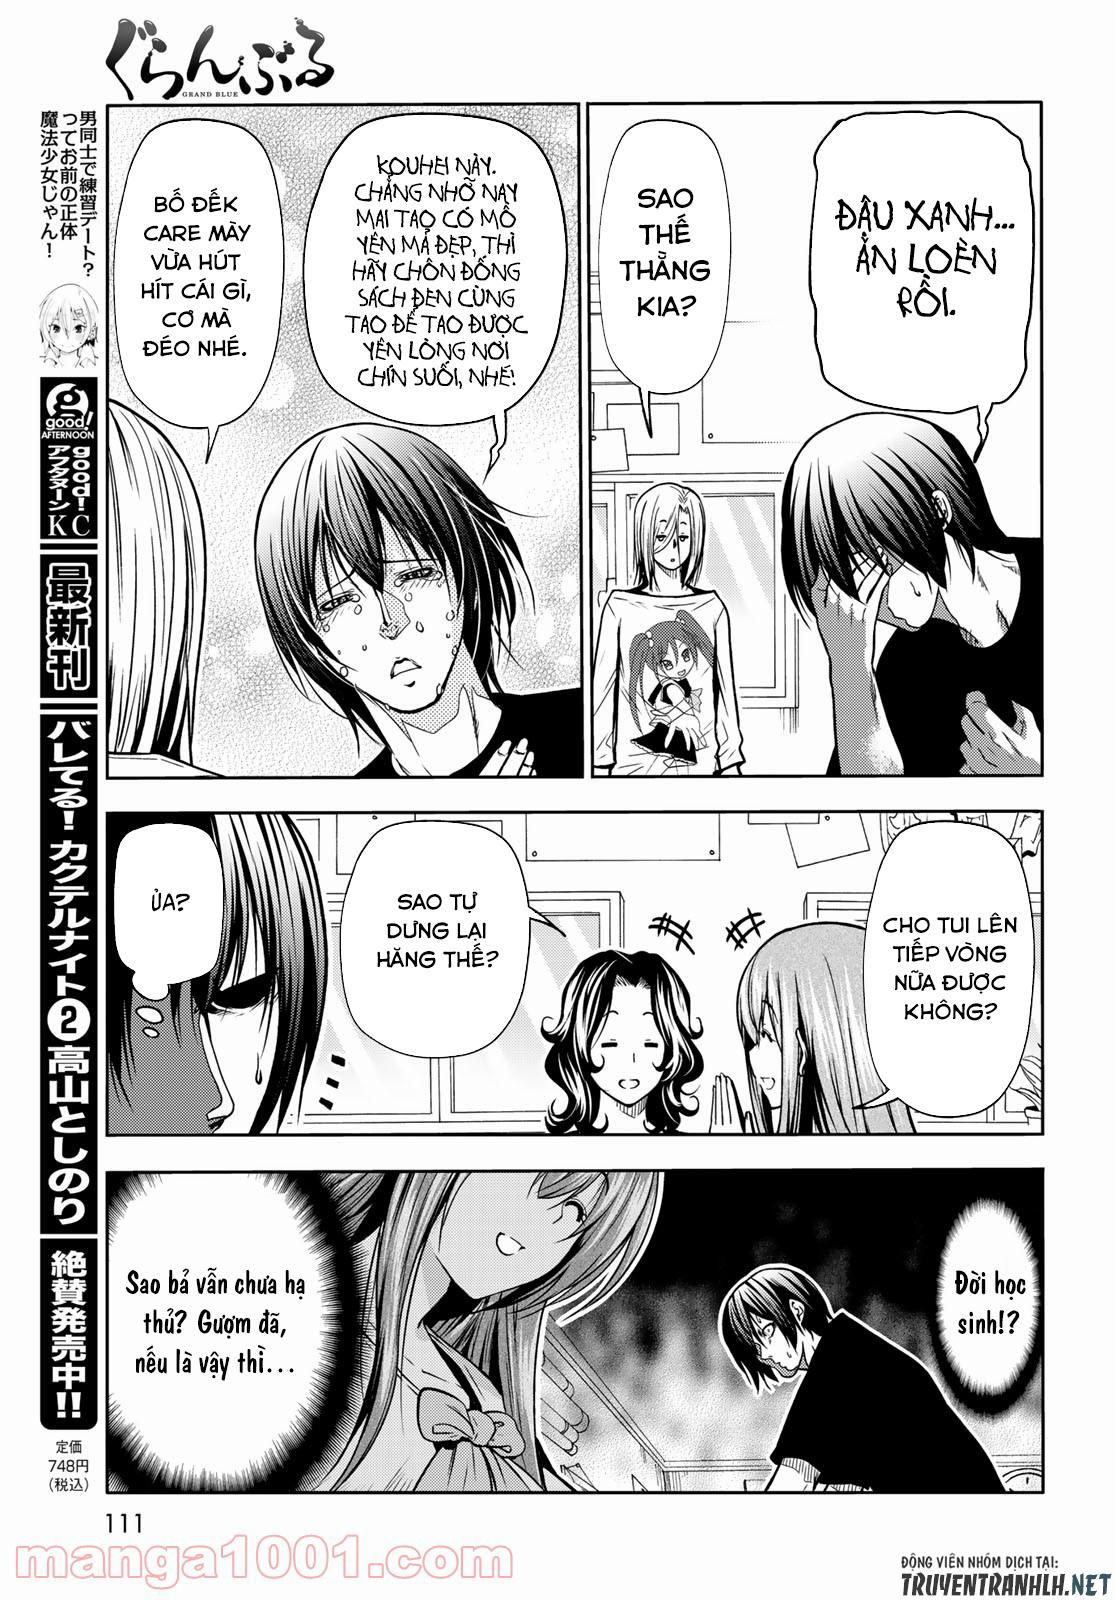 ぐらんぶる
GRAND BLUE
ĐẬU XANH...
ĂN LOÈN
RỒI.
SAO
THẾ
THẰNG
KIA?
KOUHEI NÀY.
CHẲNG NHỠ NAY
MAI TAO CÓ MỒ
YÊN MẢ ĐẸP, THÌ
HÃY CHÔN ĐỐNG
SÁCH ĐEN CÙNG
TAO ĐỂ TAO ĐƯỢC
YÊN LÒNG NƠI
CHÍN SUỐI, NHÉ!
BỐ ĐẾK
CARE MÀY
VỪA HÚT
HÍT CÁI GÌ,
CƠ MÀ
ĐÉO NHÉ.
CHO TUI LÊN
TIẾP VÒNG
NỮA ĐƯỢC
KHÔNG?
SAO TỰ
DƯNG LẠI
HĂNG THẾ?
ỦA?
Đời học
sinh!?
Sao bả vẫn chưa hạ
thủ? Gượm đã,
nếu là vậy thì...
男同士で練習デート？
ってお前の正体
魔法少女じゃん！
good!
AFTERNOON
good!
アフタヌーン
KC
最新刊
バレてる！カクテルナイト2高山としのり
絶賛発売中!!
定価
748円
(税込)
111
manga1001.com
ĐỘNG VIÊN NHÓM DỊCH TẠI:
TRUYENTRANHLH.NET